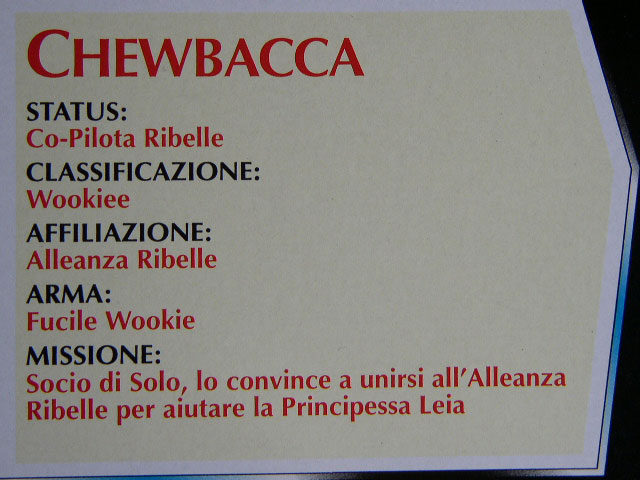 CHEWBACCA
STATUS:
Co-Pilota Ribelle
CLASSIFICAZIONE:
Wookiee
AFFILIAZIONE:
Alleanza Ribelle
ARMA:
Fucile Wookie
MISSIONE:
Socio di Solo, lo convince a unirsi all'Alleanza
Ribelle per aiutare la Principessa Leia